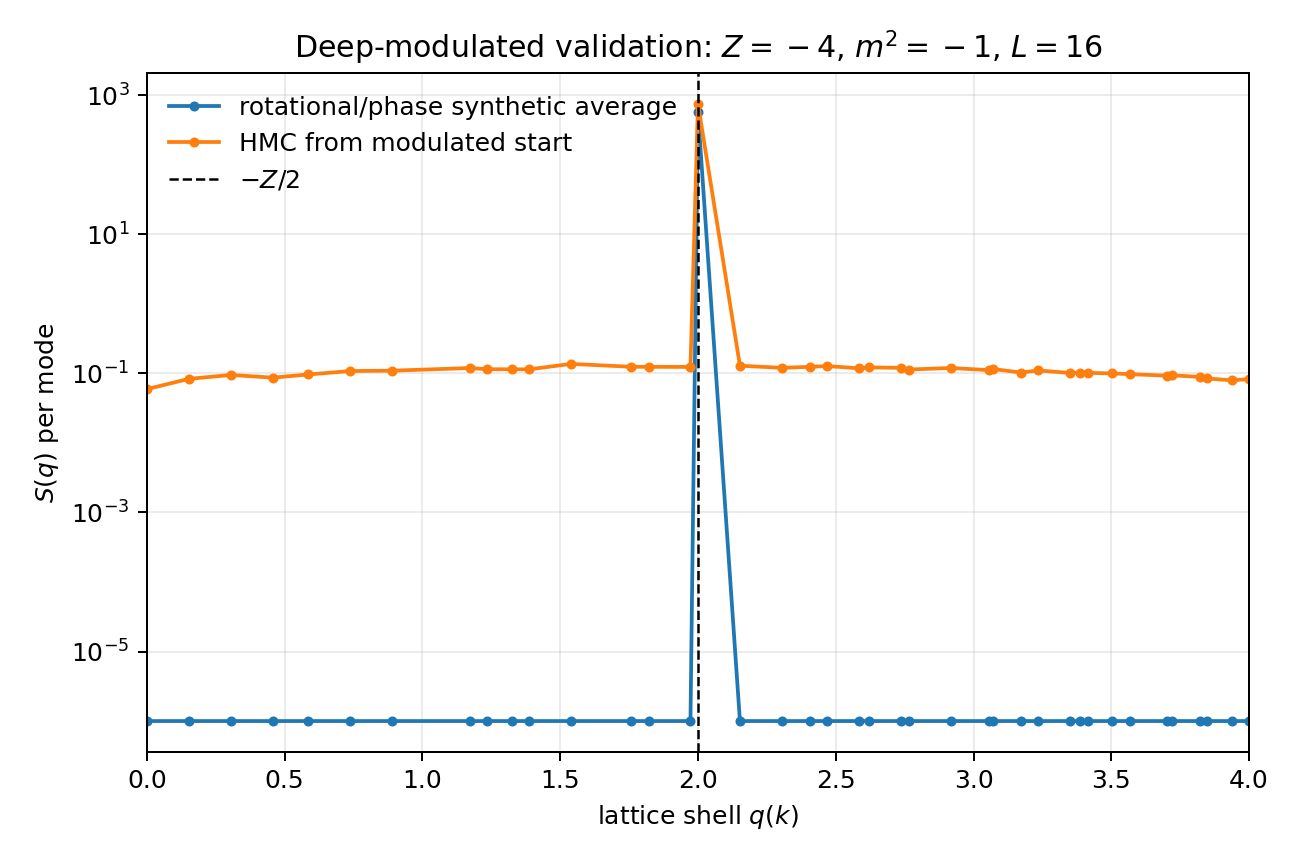 Deep-modulated validation: Z = −4, m² = −1, L = 16
rotational/phase synthetic average
HMC from modulated start
−Z/2
S(q) per mode
10³
10¹
10⁻¹
10⁻³
10⁻⁵
0.0 0.5 1.0 1.5 2.0 2.5 3.0 3.5 4.0
lattice shell q(k)